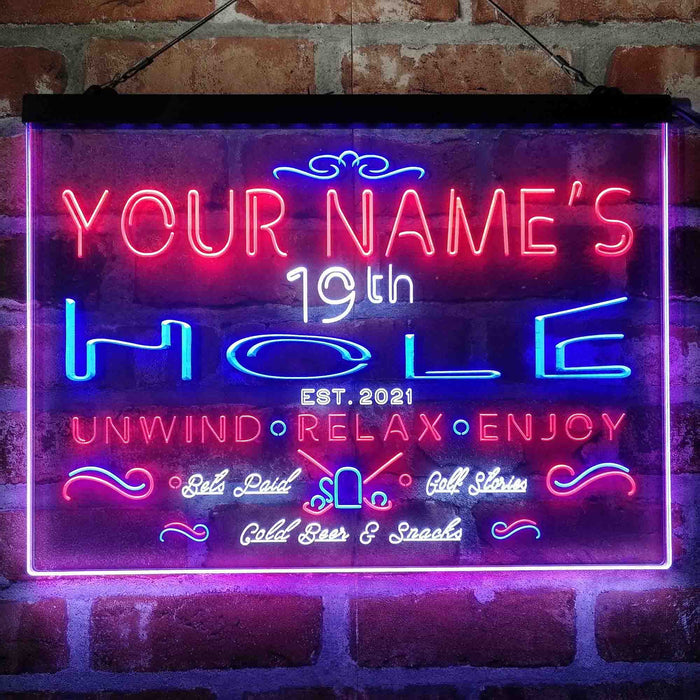 YOUR NAME'S
19th
HOLE
EST. 2021
UNWIND • RELAX • ENJOY
Bets Paid Golf Stories
Cold Beer & Snacks